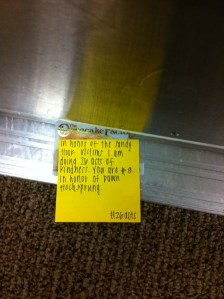 In honor of the Sandy
Hook victims I am
doing 26 acts of
kindness. You are #
in honor of Dawn
Hochsprung
#26acts